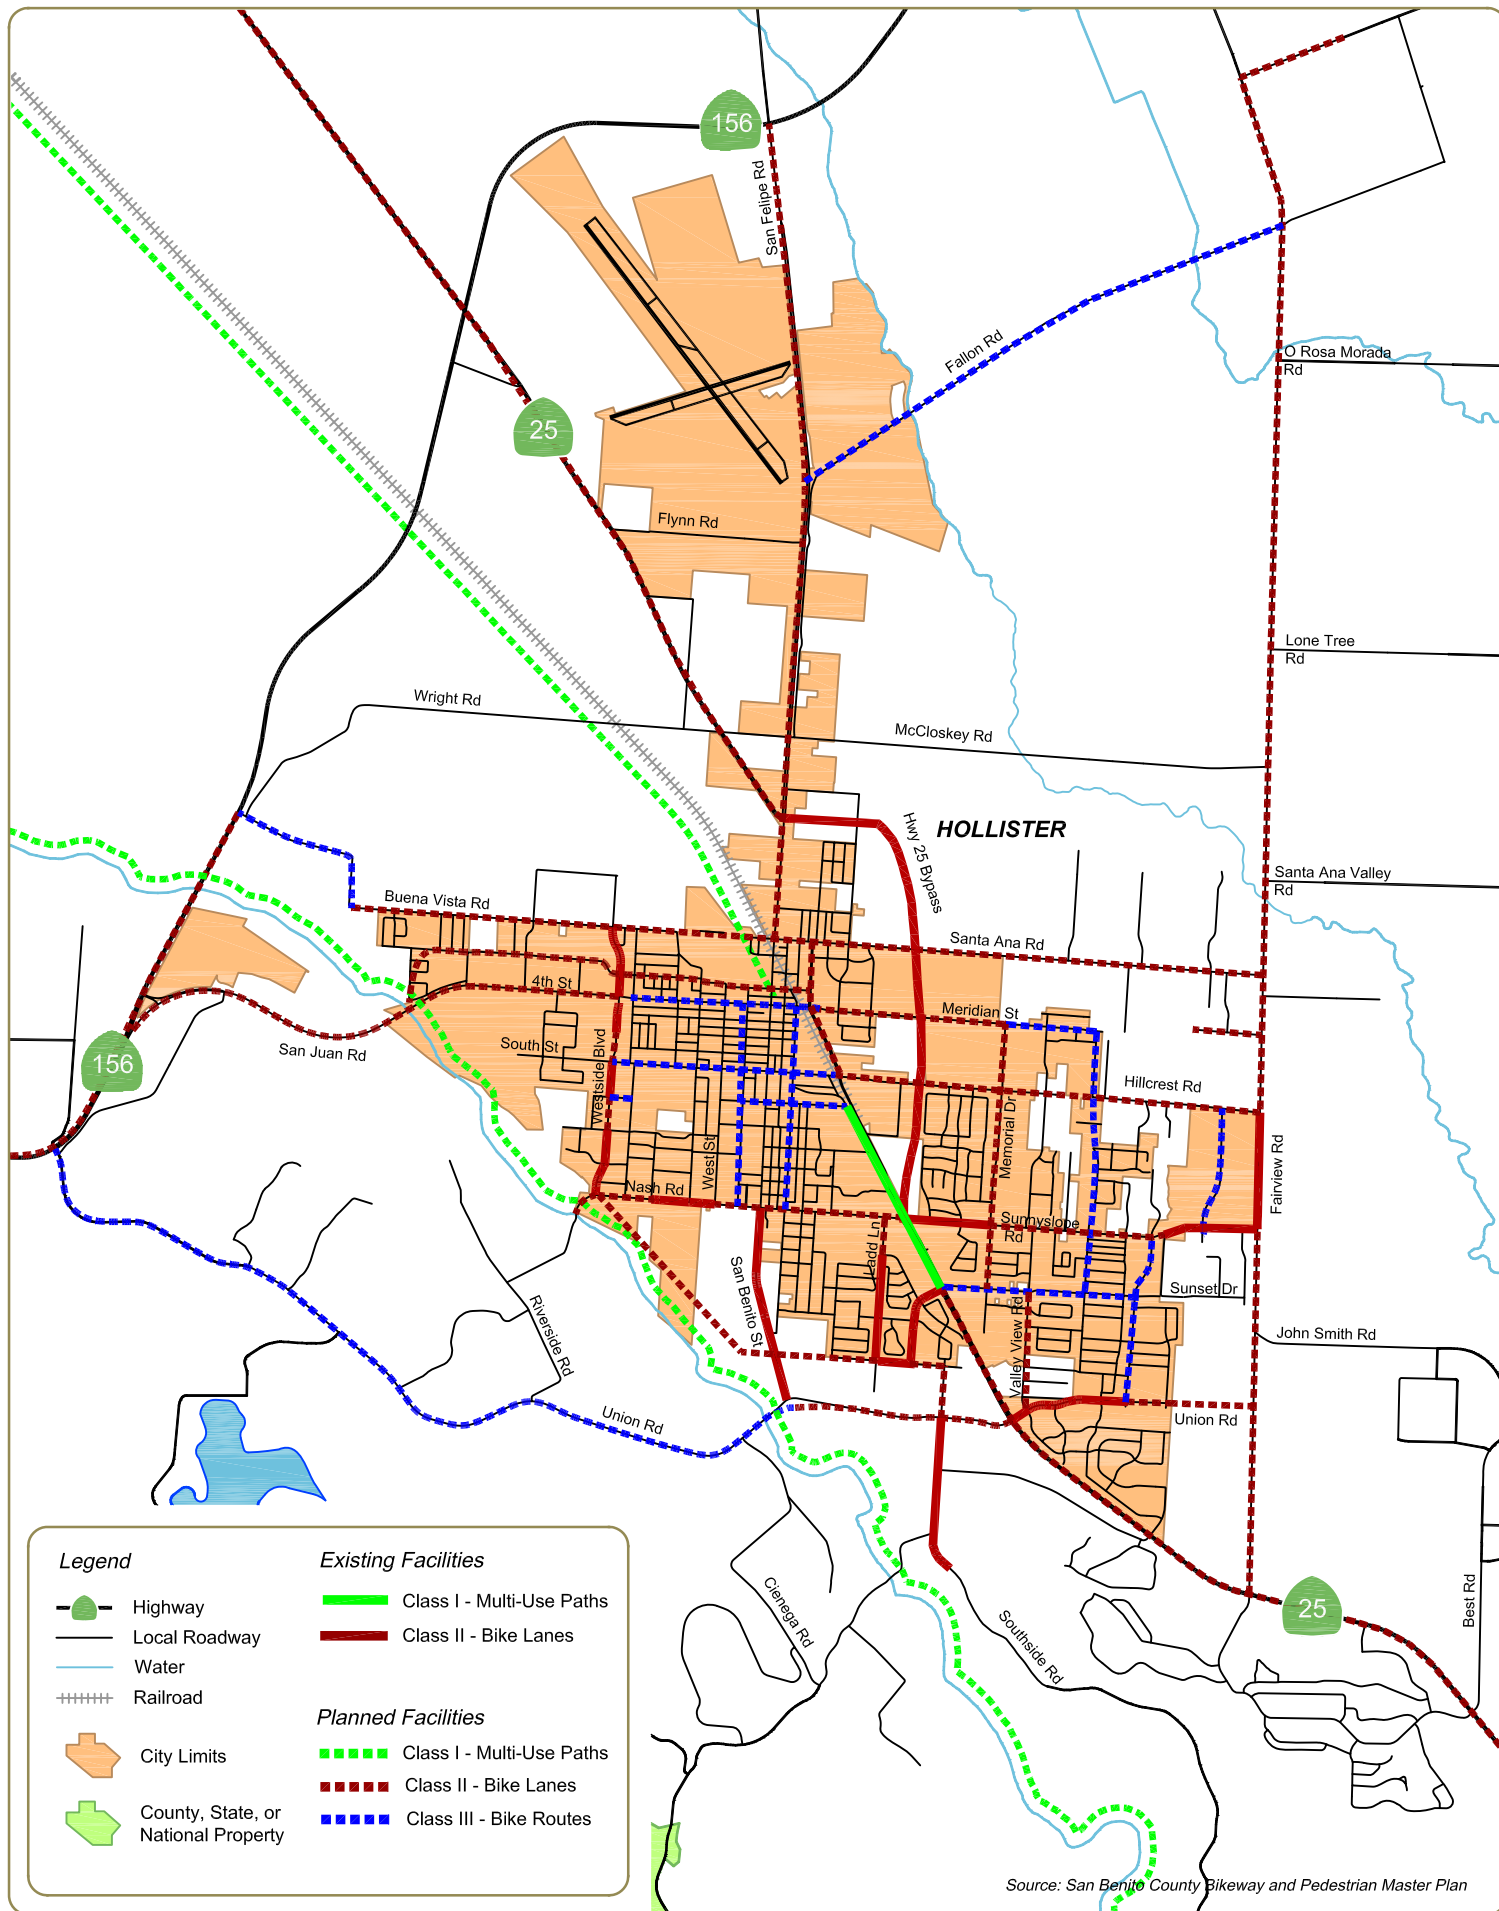 156
San Felipe Rd
Fallon Rd
O Rosa Morada
Rd
25
Flynn Rd
Lone Tree
Rd
Wright Rd
McCloskey Rd
HOLLISTER
Hwy 25 Bypass
Santa Ana Valley
Rd
Buena Vista Rd
Santa Ana Rd
4th St
Meridian St
San Juan Rd
South St
156
Westside Blvd
Hillcrest Rd
Memorial Dr
Fairview Rd
West St
Nash Rd
Sunnyslope
Rd
Ladd Ln
San Benito St
Sunset Dr
Riverside Rd
Valley View Rd
John Smith Rd
Union Rd
Union Rd
Cienega Rd
Southside Rd
25
Best Rd
Legend
Highway
Local Roadway
Water
Railroad
City Limits
County, State, or
National Property
Existing Facilities
Class I - Multi-Use Paths
Class II - Bike Lanes
Planned Facilities
Class I - Multi-Use Paths
Class II - Bike Lanes
Class III - Bike Routes
Source: San Benito County Bikeway and Pedestrian Master Plan